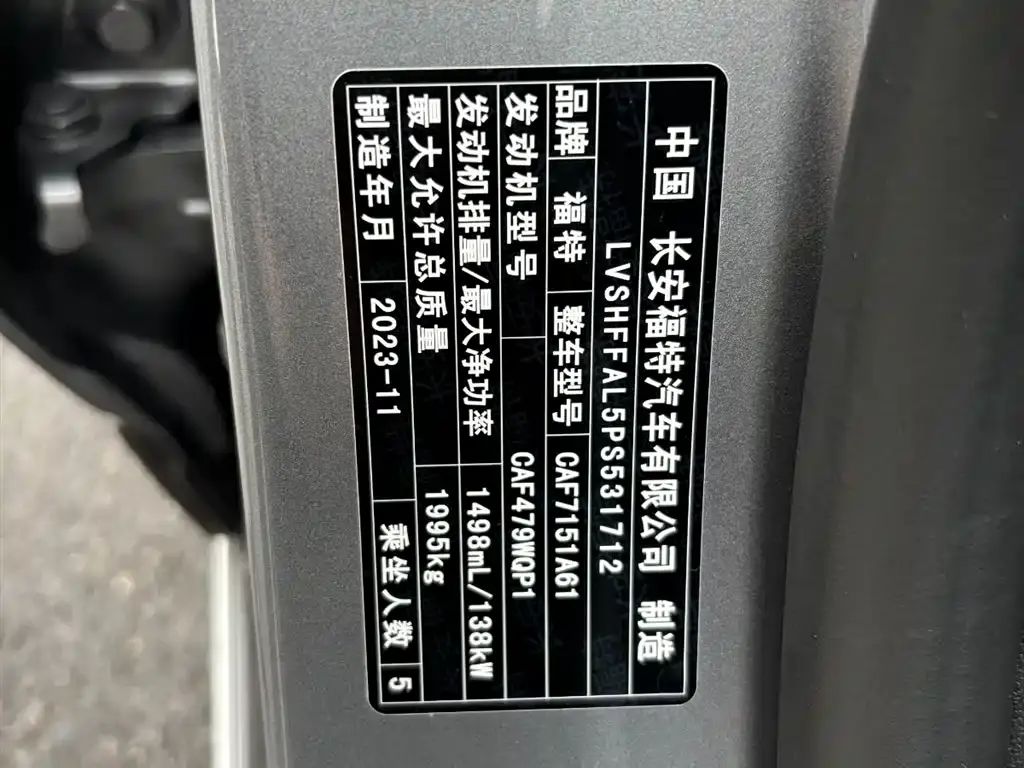 中国 长安福特汽车有限公司 制造
LVSHFFAL5PS531712
品牌 福特 整车型号 CAF7151A61
发动机型号 CAF479WQP1
发动机排量/最大净功率 1498mL/138kW
最大允许总质量 1995kg
制造年月 2023-11 乘坐人数 5